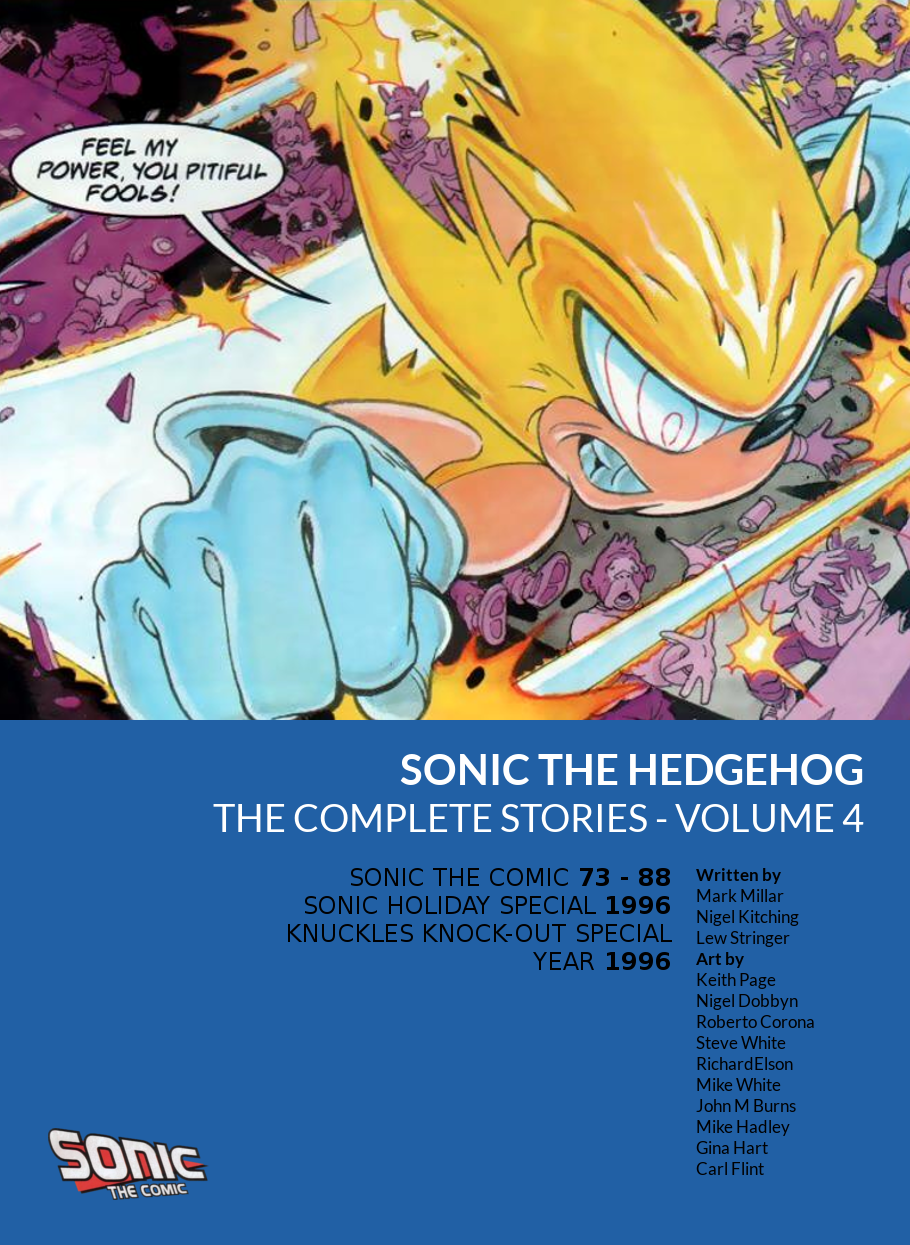 FEEL MY
POWER, YOU PITIFUL
FOOLS!
SONIC THE HEDGEHOG
THE COMPLETE STORIES - VOLUME 4
SONIC THE COMIC 73 - 88
SONIC HOLIDAY SPECIAL 1996
KNUCKLES KNOCK-OUT SPECIAL
YEAR 1996
Written by
Mark Millar
Nigel Kitching
Lew Stringer
Art by
Keith Page
Nigel Dobbyn
Roberto Corona
Steve White
RichardElson
Mike White
John M Burns
Mike Hadley
Gina Hart
Carl Flint
SONIC
THE COMIC